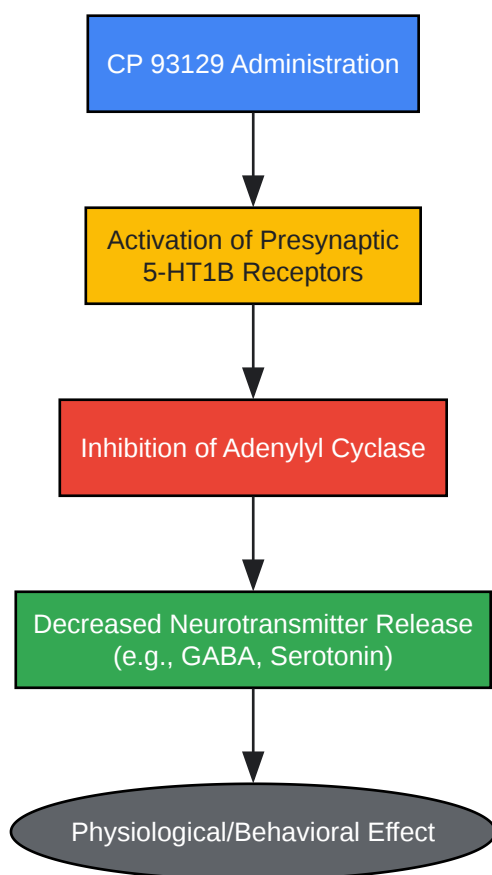 CP 93129 Administration
Activation of Presynaptic
5-HT1B Receptors
Inhibition of Adenylyl Cyclase
Decreased Neurotransmitter Release
(e.g., GABA, Serotonin)
Physiological/Behavioral Effect